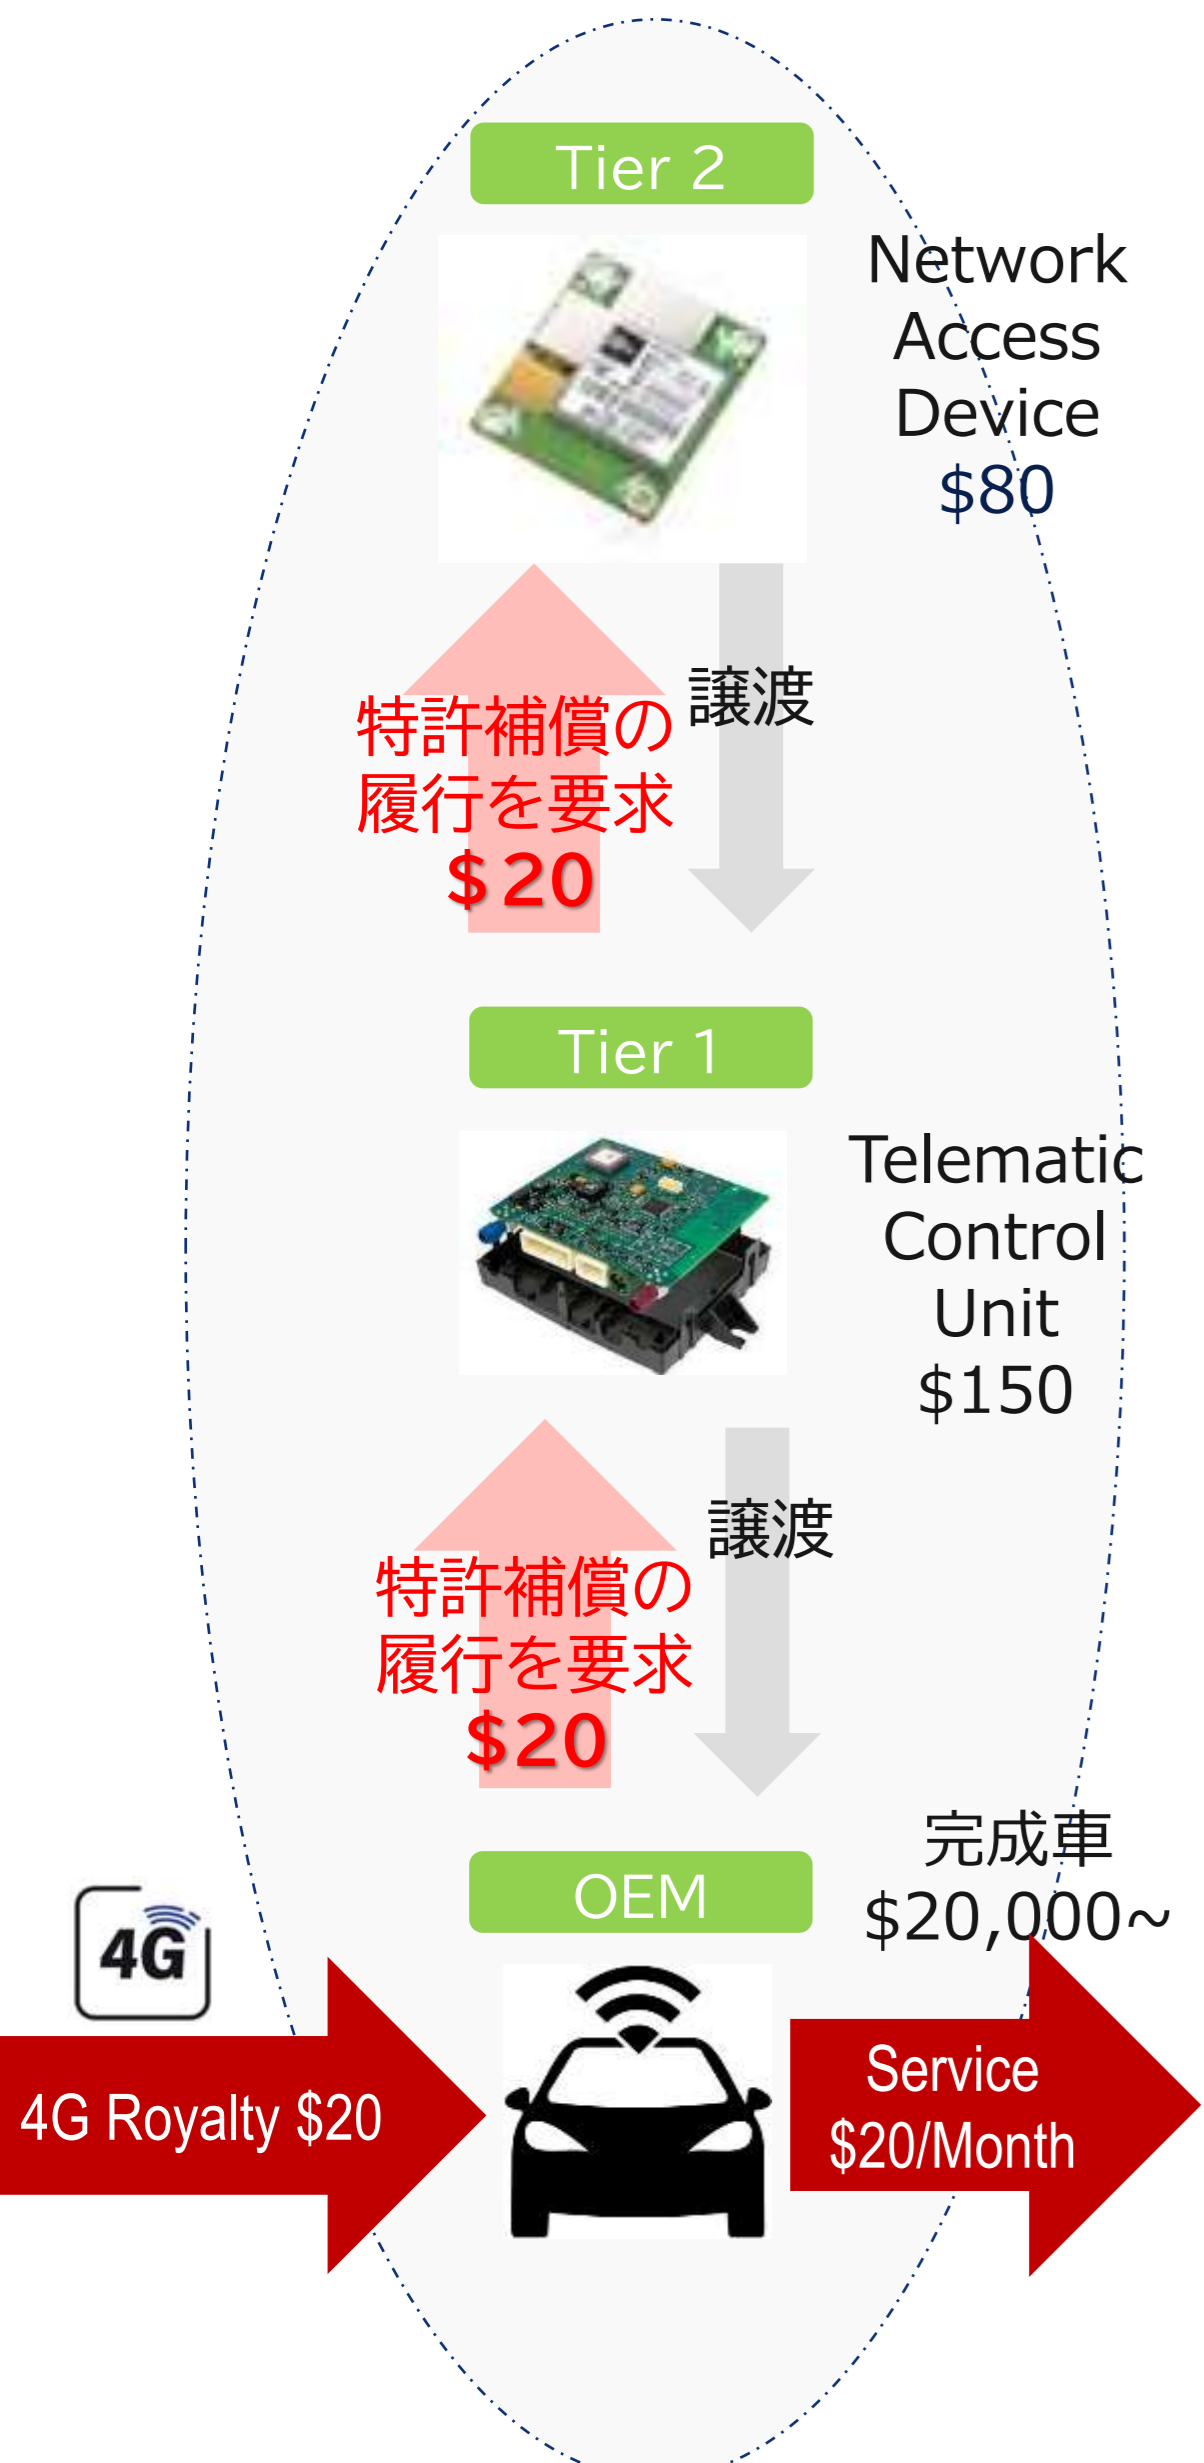 Tier 2
Network
Access
Device
$80
譲渡
特許補償の
履行を要求
$20
Tier 1
Telematic
Control
Unit
$150
譲渡
特許補償の
履行を要求
$20
完成車
$20,000~
OEM
4G
4G Royalty $20
Service
$20/Month